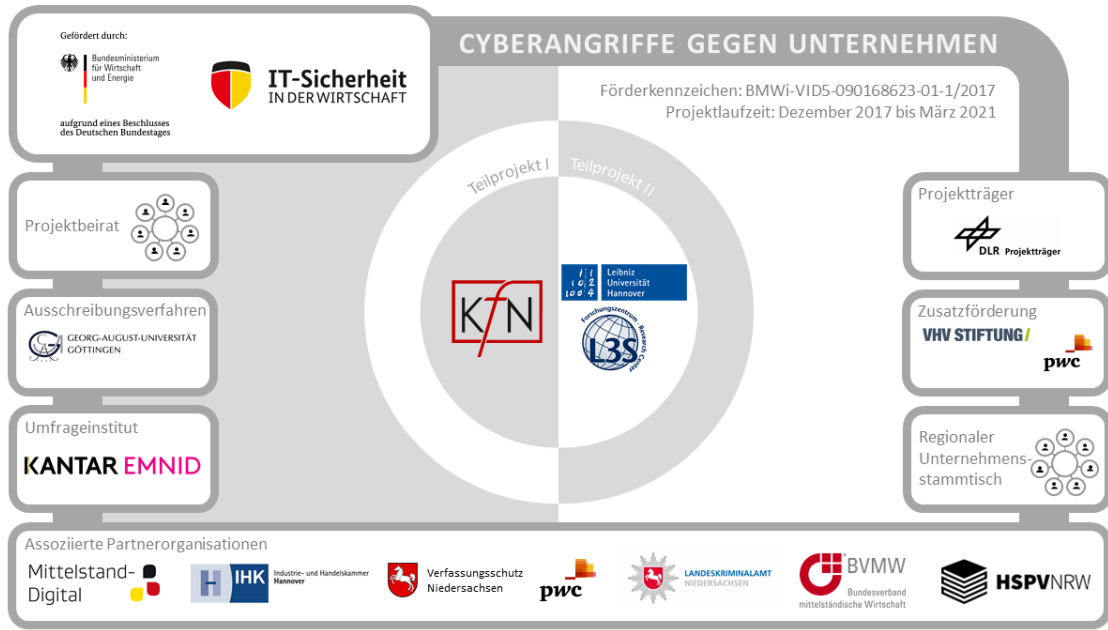 Gefördert durch:
Bundesministerium
für Wirtschaft
und Energie
aufgrund eines Beschlusses
des Deutschen Bundestages
IT-Sicherheit
IN DER WIRTSCHAFT
CYBERANGRIFFE GEGEN UNTERNEHMEN
Förderkennzeichen: BMWi-VID5-090168623-01-1/2017
Projektlaufzeit: Dezember 2017 bis März 2021
Teilprojekt I
Teilprojekt II
KfN
Leibniz
Universität
Hannover
Forschungszentrum · Research Center
L3S
Projektbeirat
Ausschreibungsverfahren
GEORG-AUGUST-UNIVERSITÄT
GÖTTINGEN
Umfrageinstitut
KANTAR EMNID
Projektträger
DLR Projektträger
Zusatzförderung
VHV STIFTUNG/
pwc
Regionaler
Unternehmens-
stammtisch
Assoziierte Partnerorganisationen
Mittelstand-
Digital
IHK
Industrie- und Handelskammer
Hannover
Verfassungsschutz
Niedersachsen
pwc
LANDESKRIMINALAMT
NIEDERSACHSEN
BVMW
Bundesverband
mittelständische Wirtschaft
HSPVNRW